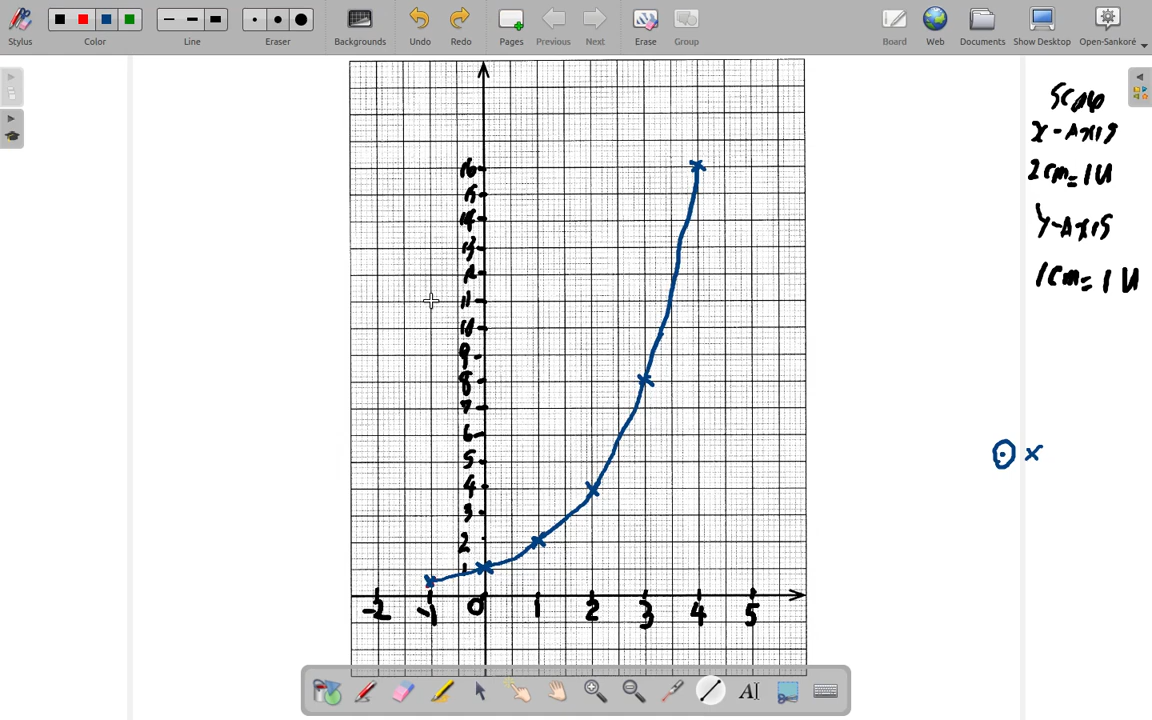 Stylus Color Line Eraser Backgrounds Undo Redo Pages Previous Next Erase Group Board Web Documents Show Desktop Open-Sankoré
X-Axis
2cm=1U
Y-Axis
1cm=1U
16
15
14
13
12
11
10
9
8
7
6
5
4
3
2
1
-2 -1 0 1 2 3 4 5